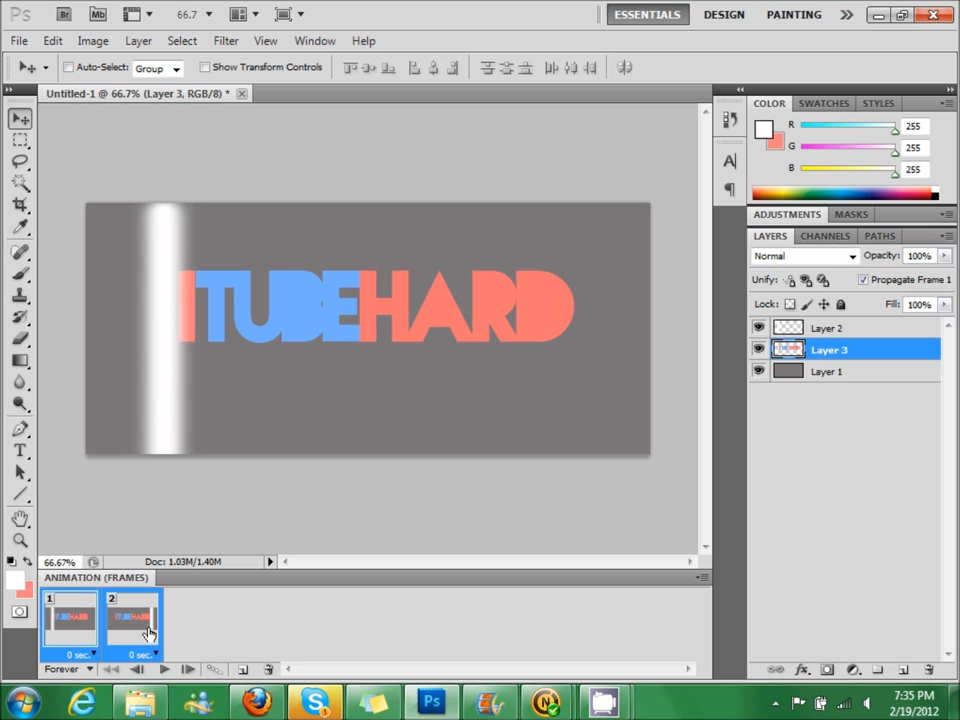 Ps Br Mb 66.7 ESSENTIALS DESIGN PAINTING
File Edit Image Layer Select Filter View Window Help
Auto-Select: Group Show Transform Controls
Untitled-1 @ 66.7% (Layer 3, RGB/8) *
COLOR SWATCHES STYLES
R 255
G 255
B 255
ADJUSTMENTS MASKS
LAYERS CHANNELS PATHS
Normal Opacity: 100%
Unify: Propagate Frame 1
Lock: Fill: 100%
Layer 2
Layer 3
Layer 1
ITUBEHARD
66.67% Doc: 1.03M/1.40M
ANIMATION (FRAMES)
1 2
TUBEHARD ITUBEHARD
0 sec. 0 sec.
Forever
Ps
7:35 PM
2/19/2012